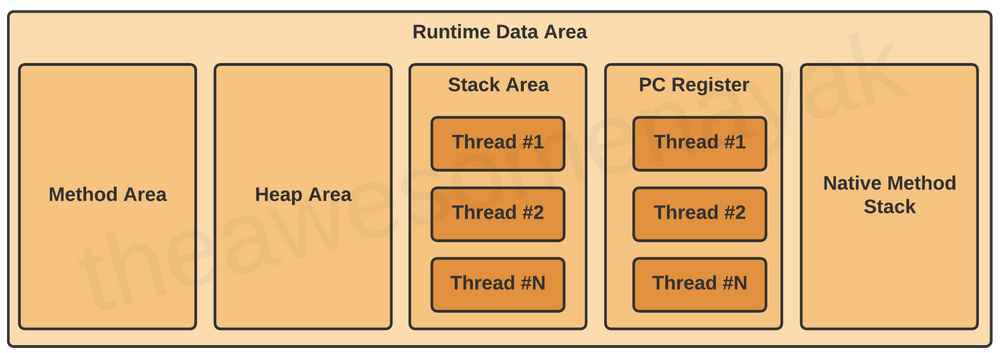 Runtime Data Area
Method Area
Heap Area
Stack Area
Thread #1
Thread #2
Thread #N
PC Register
Thread #1
Thread #2
Thread #N
Native Method
Stack
theawesomenayak